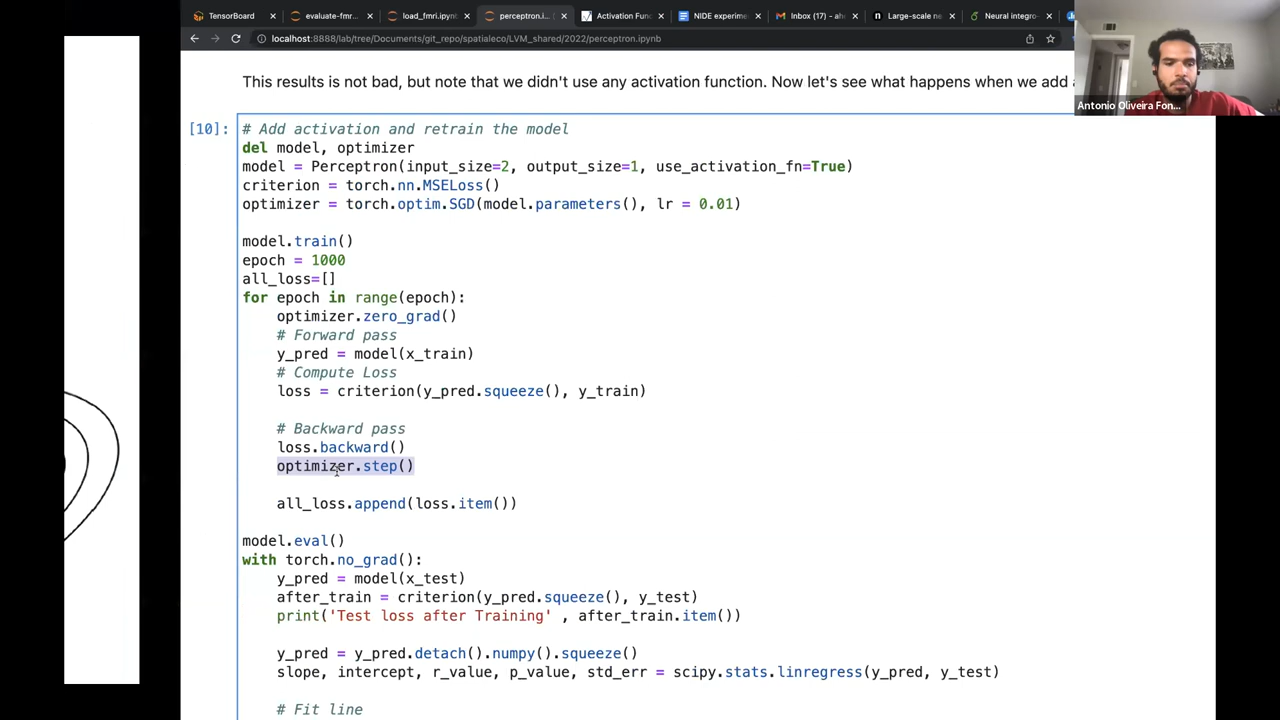 TensorBoard
evaluate-fmr...
load_fmri.ipynb
perceptron.i...
Activation Func
NIDE experim
Inbox (17) - ah
Large-scale ne
Neural integro-
localhost:8888/lab/tree/Documents/git_repo/spatialeco/LVM_shared/2022/perceptron.ipynb
Antonio Oliveira Fon...
This results is not bad, but note that we didn't use any activation function. Now let's see what happens when we add a
[10]: # Add activation and retrain the model
del model, optimizer
model = Perceptron(input_size=2, output_size=1, use_activation_fn=True)
criterion = torch.nn.MSELoss()
optimizer = torch.optim.SGD(model.parameters(), lr = 0.01)
model.train()
epoch = 1000
all_loss=[]
for epoch in range(epoch):
optimizer.zero_grad()
# Forward pass
y_pred = model(x_train)
# Compute Loss
loss = criterion(y_pred.squeeze(), y_train)
# Backward pass
loss.backward()
optimizer.step()
all_loss.append(loss.item())
model.eval()
with torch.no_grad():
y_pred = model(x_test)
after_train = criterion(y_pred.squeeze(), y_test)
print('Test loss after Training' , after_train.item())
y_pred = y_pred.detach().numpy().squeeze()
slope, intercept, r_value, p_value, std_err = scipy.stats.linregress(y_pred, y_test)
# Fit line